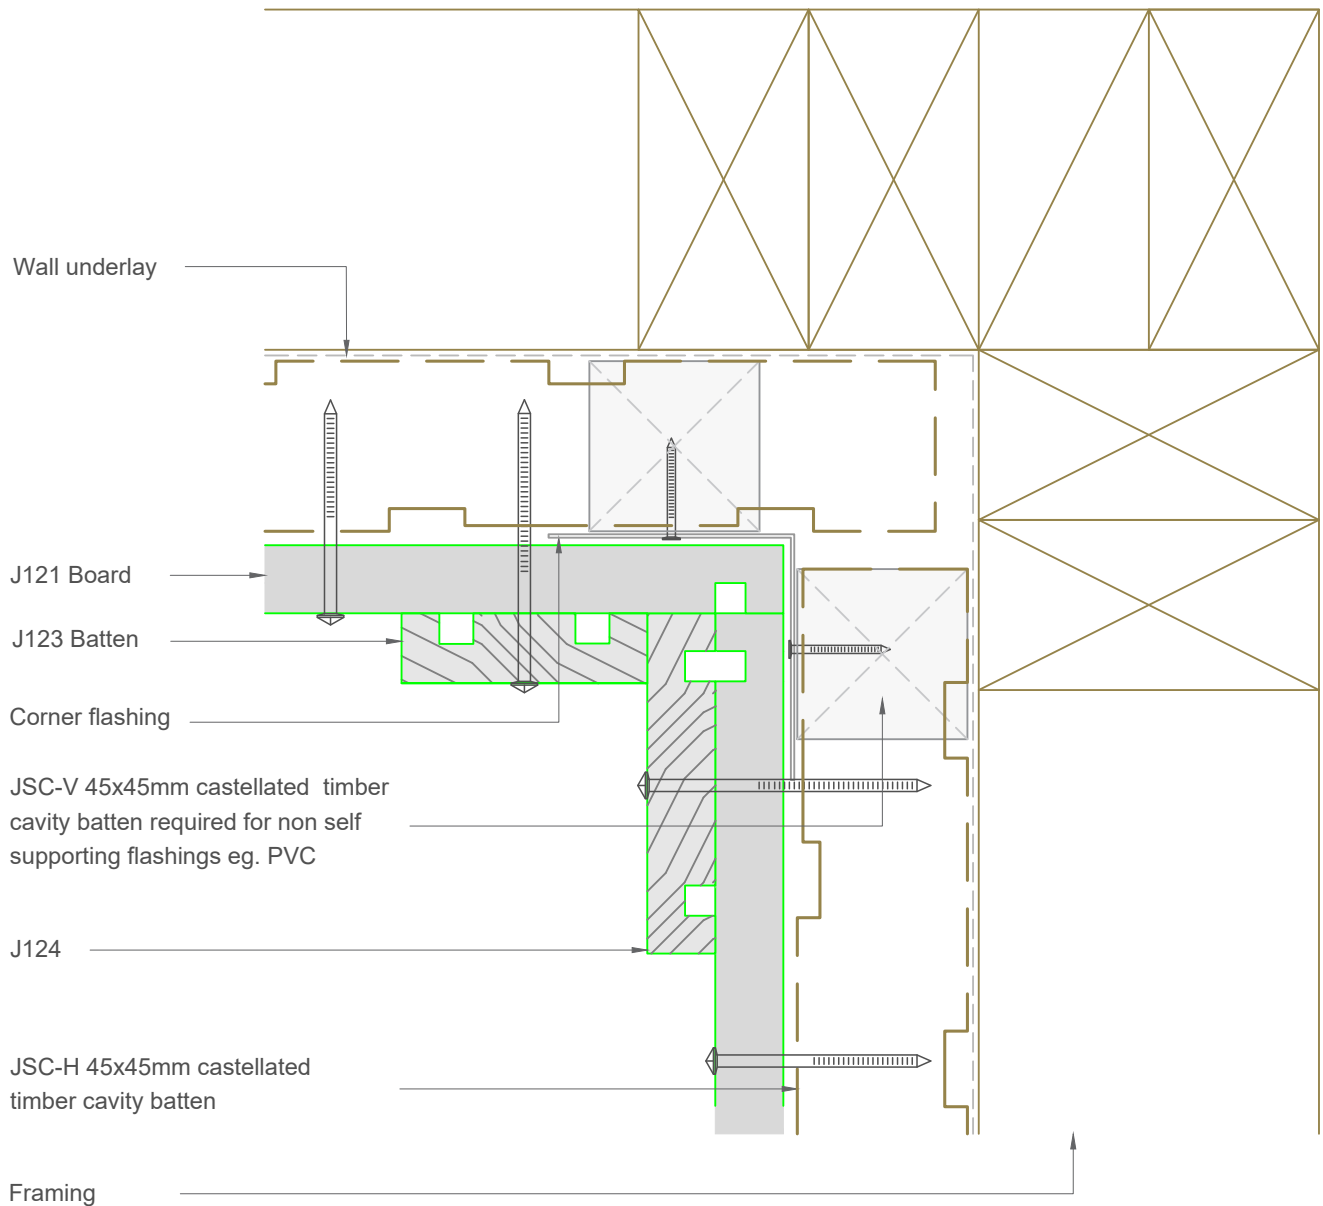 Wall underlay
J121 Board
J123 Batten
Corner flashing
JSC-V 45x45mm castellated  timber
cavity batten required for non self
supporting flashings eg. PVC
J124
JSC-H 45x45mm castellated
timber cavity batten
Framing